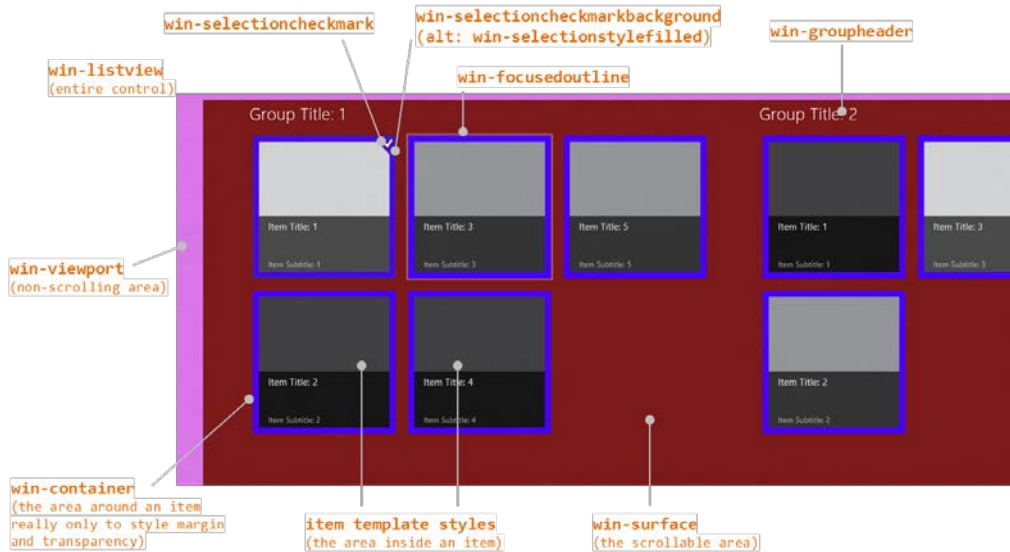 win-selectioncheckmark
win-selectioncheckmarkbackground
(alt: win-selectionstylefilled)
win-groupheader
win-listview
(entire control)
win-focusedoutline
Group Title: 1
Group Title: 2
Item Title: 1
Item Subtitle: 1
Item Title: 3
Item Subtitle: 3
Item Title: 5
Item Subtitle: 5
Item Title: 1
Item Subtitle: 1
Item Title: 3
Item Subtitle: 3
win-viewport
(non-scrolling area)
Item Title: 2
Item Subtitle: 2
Item Title: 4
Item Subtitle: 4
Item Title: 2
Item Subtitle: 2
win-container
(the area around an item
really only to style margin
and transparency)
item template styles
(the area inside an item)
win-surface
(the scrollable area)